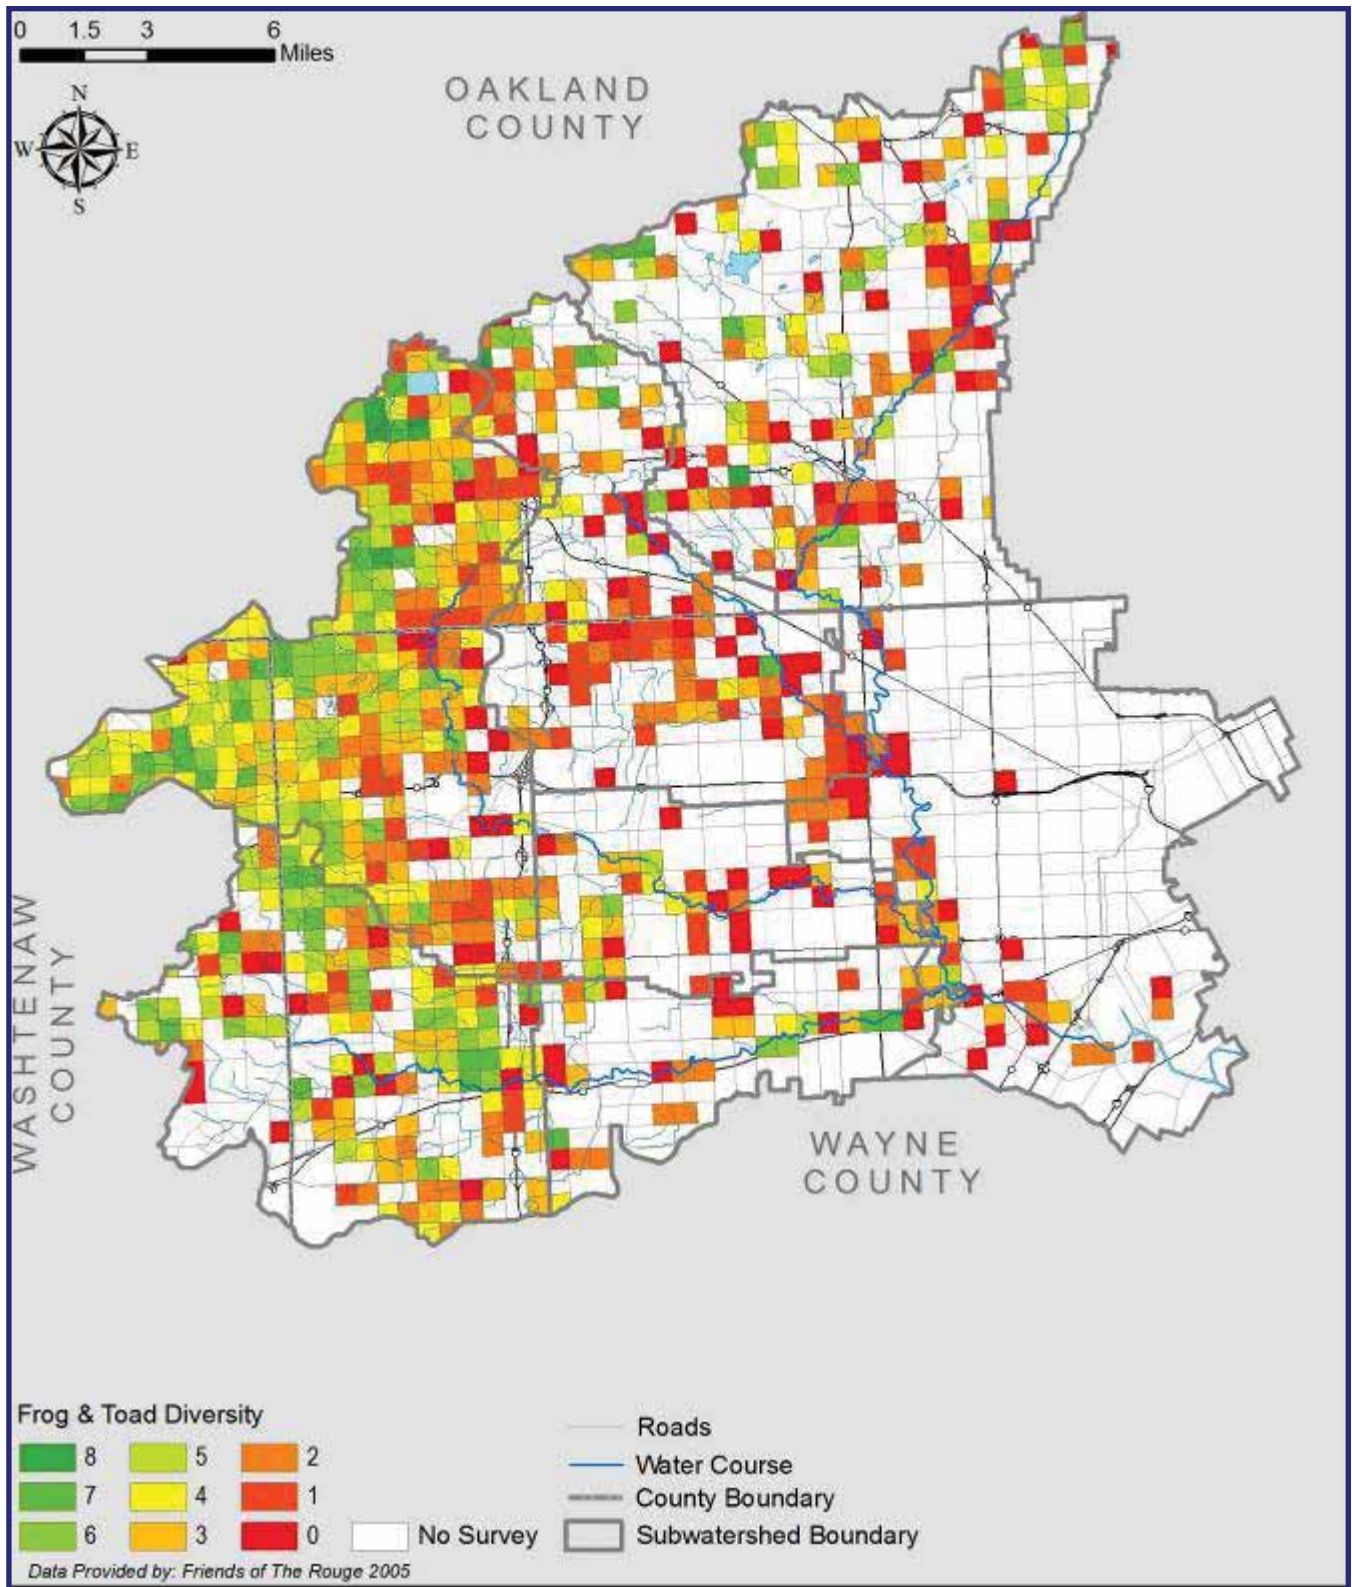 0 1.5 3 6
Miles
N
W E
S
OAKLAND
COUNTY
WASHTENAW
COUNTY
WAYNE
COUNTY
Frog & Toad Diversity
8 5 2
7 4 1
6 3 0 No Survey
Roads
Water Course
County Boundary
Subwatershed Boundary
Data Provided by: Friends of The Rouge 2005